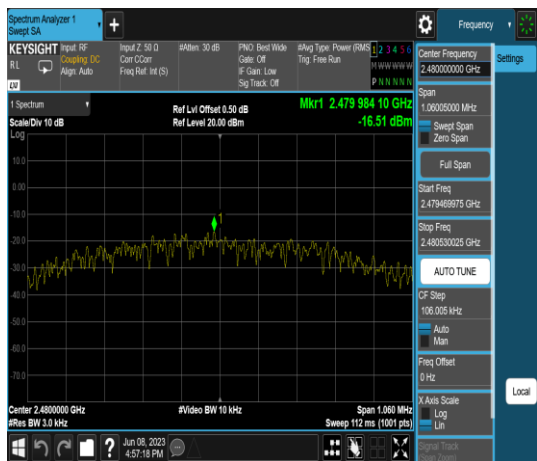 Spectrum Analyzer 1
Swept SA
+
Frequency
KEYSIGHT
RL
LXI
Input: RF
Coupling: DC
Align: Auto
Input Z: 50 Ω
Corr CCorr
Freq Ref: Int (S)
#Atten: 30 dB
PNO: Best Wide
Gate: Off
IF Gain: Low
Sig Track: Off
#Avg Type: Power (RMS
Trig: Free Run
1 2 3 4 5 6
M W W W W W
P N N N N N
1 Spectrum
Scale/Div 10 dB
Log
Ref Lvl Offset 0.50 dB
Ref Level 20.00 dBm
Mkr1 2.479 984 10 GHz
-16.51 dBm
10.0
0.00
-10.0
-20.0
-30.0
-40.0
-50.0
-60.0
-70.0
1
Center 2.4800000 GHz
#Res BW 3.0 kHz
#Video BW 10 kHz
Span 1.060 MHz
Sweep 112 ms (1001 pts)
Center Frequency
2.480000000 GHz
Span
1.06005000 MHz
Swept Span
Zero Span
Full Span
Start Freq
2.479469975 GHz
Stop Freq
2.480530025 GHz
AUTO TUNE
CF Step
106.005 kHz
Auto
Man
Freq Offset
0 Hz
X Axis Scale
Log
Lin
Signal Track
(Span Zoom)
Settings
Local
?
Jun 08, 2023
4:57:18 PM